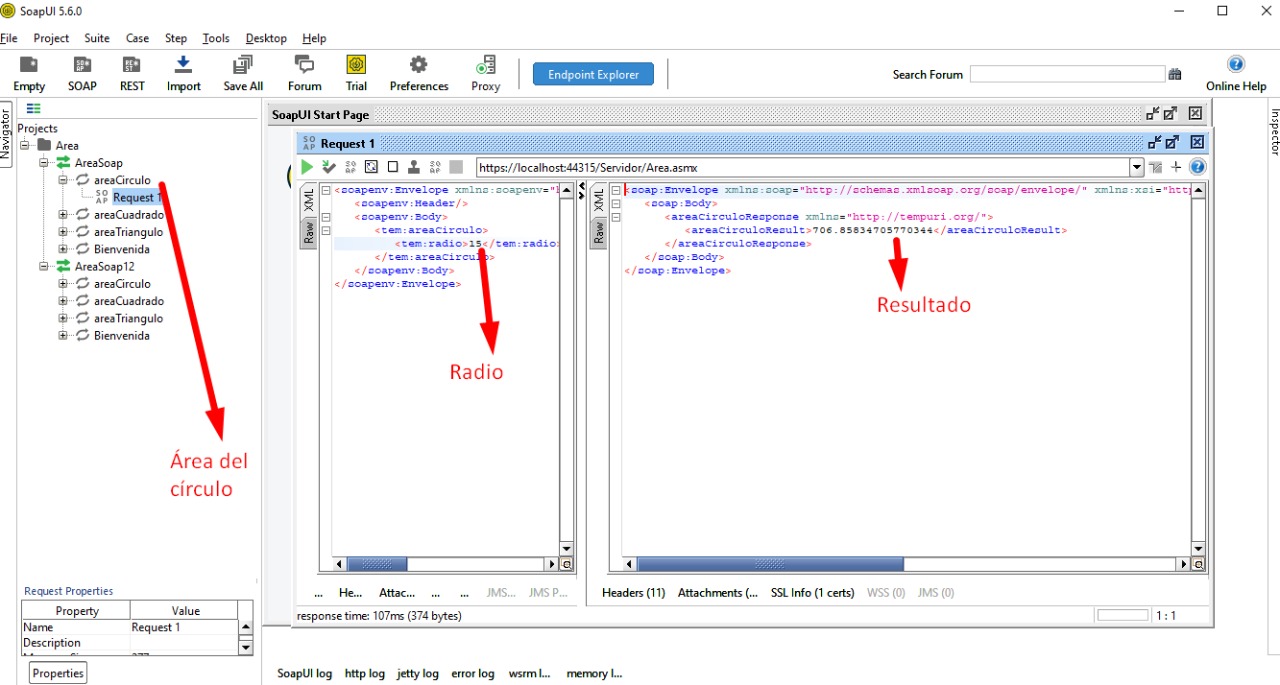 SoapUI 5.6.0
File Project Suite Case Step Tools Desktop Help
Empty SOAP REST Import Save All Forum Trial Preferences Proxy Endpoint Explorer Search Forum Online Help
Navigator
Projects
Area
AreaSoap
areaCirculo
Request 1
areaCuadrado
areaTriangulo
Bienvenida
AreaSoap12
areaCirculo
areaCuadrado
areaTriangulo
Bienvenida
Área del
círculo
Request Properties
Property Value
Name Request 1
Description
Properties
SoapUI Start Page
Request 1
https://localhost:44315/Servidor/Area.asmx
XML
Raw
<soapenv:Envelope xmlns:soapenv="h
<soapenv:Header/>
<soapenv:Body>
<tem:areaCirculo>
<tem:radio>15</tem:radio>
</tem:areaCirculo>
</soapenv:Body>
</soapenv:Envelope>
Radio
XML
Raw
<soap:Envelope xmlns:soap="http://schemas.xmlsoap.org/soap/envelope/" xmlns:xsi="http
<soap:Body>
<areaCirculoResponse xmlns="http://tempuri.org/">
<areaCirculoResult>706.85834705770344</areaCirculoResult>
</areaCirculoResponse>
</soap:Body>
</soap:Envelope>
Resultado
... He... Attac... ... ... JMS... JMS P...
Headers (11) Attachments (... SSL Info (1 certs) WSS (0) JMS (0)
response time: 107ms (374 bytes)
1 : 1
SoapUI log http log jetty log error log wsrm l... memory l...
Inspector